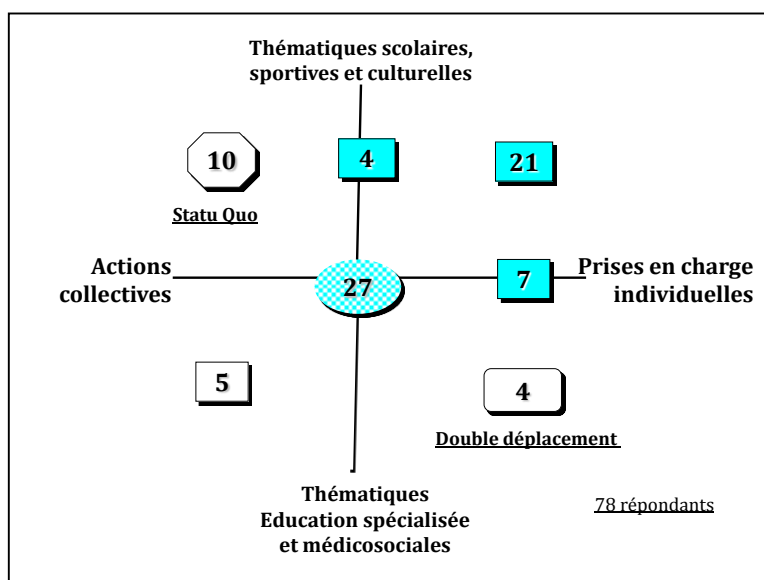 Thématiques scolaires,
sportives et culturelles
10
4
21
Statu Quo
Actions
collectives
27
7
Prises en charge
individuelles
5
4
Double déplacement
Thématiques
Education spécialisée
et médicosociales
78 répondants